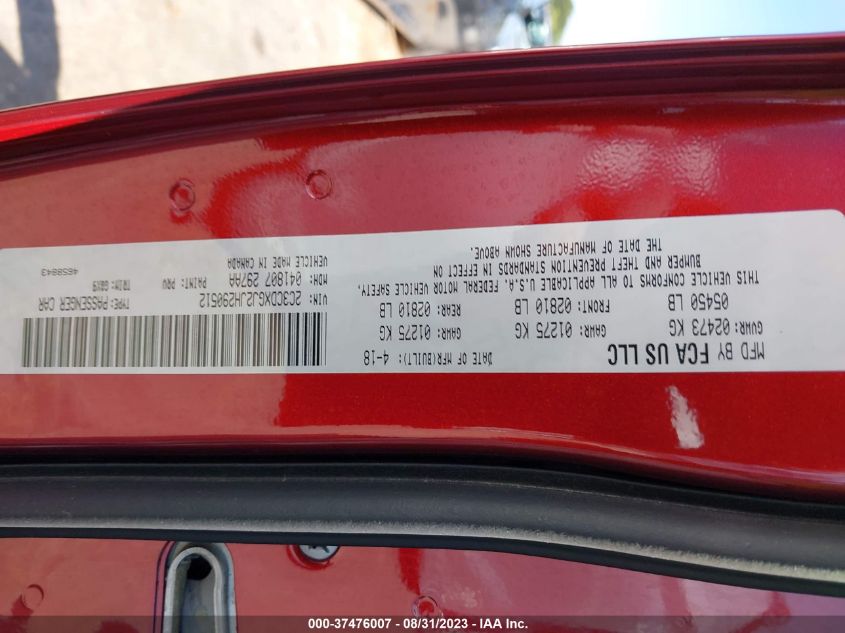 MFD BY FCA US LLC
DATE OF MFR(BUILT): 4-18
GVWR: 02473 KG
05450 LB
GAWR: 01275 KG
FRONT: 02810 LB
GAWR: 01275 KG
REAR: 02810 LB
THIS VEHICLE CONFORMS TO ALL APPLICABLE U.S.A. FEDERAL MOTOR VEHICLE SAFETY,
BUMPER AND THEFT PREVENTION STANDARDS IN EFFECT ON
THE DATE OF MANUFACTURE SHOWN ABOVE.
VIN: 2C3CDXGJ2JH290512
TYPE: PASSENGER CAR
MDH: 041807 297AA
PAINT: PRV
TRIM: G8X9
VEHICLE MADE IN CANADA
4658843
000-37476007 - 08/31/2023 - IAA Inc.